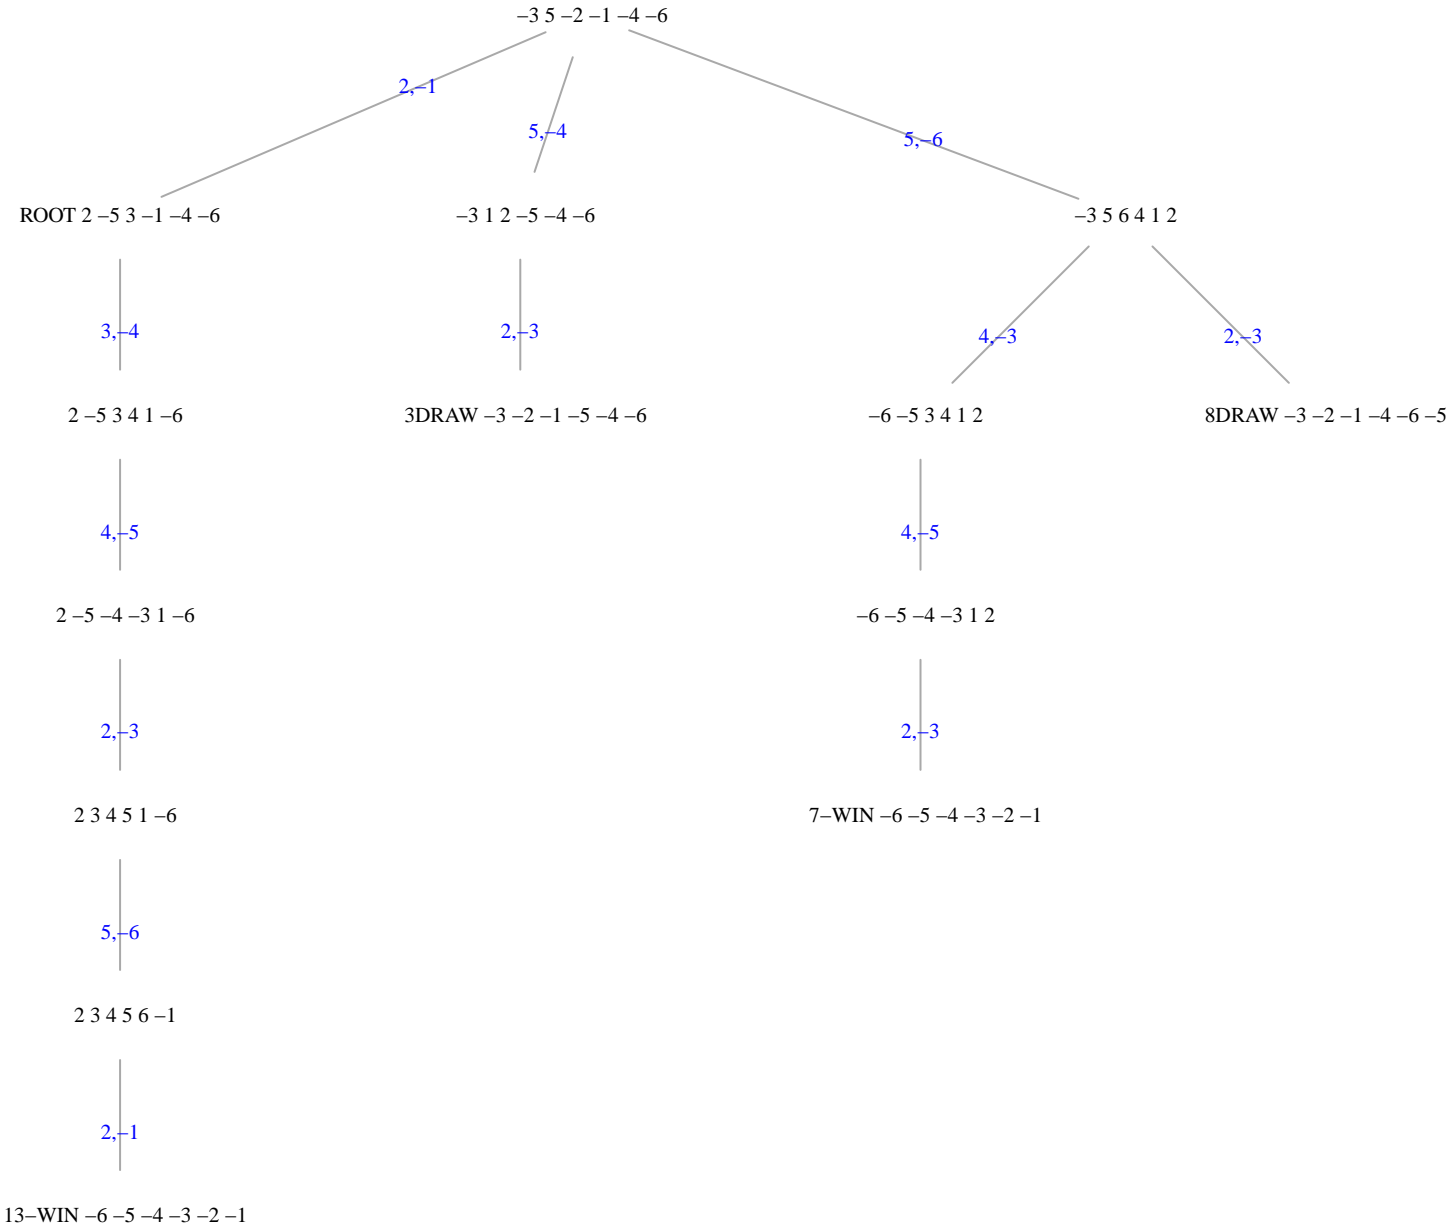 –3 5 –2 –1 –4 –6
2,–1
5,–4
5,–6
ROOT 2 –5 3 –1 –4 –6
–3 1 2 –5 –4 –6
–3 5 6 4 1 2
3,–4
2,–3
4,–3
2,–3
2 –5 3 4 1 –6
3DRAW –3 –2 –1 –5 –4 –6
–6 –5 3 4 1 2
8DRAW –3 –2 –1 –4 –6 –5
4,–5
4,–5
2 –5 –4 –3 1 –6
–6 –5 –4 –3 1 2
2,–3
2,–3
2 3 4 5 1 –6
7–WIN –6 –5 –4 –3 –2 –1
5,–6
2 3 4 5 6 –1
2,–1
13–WIN –6 –5 –4 –3 –2 –1